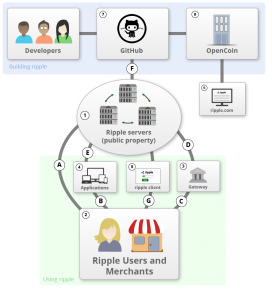 7
8
Developers
GitHub
OpenCoin
Building ripple
F
5
ripple.com
1
Ripple servers
(public property)
E
D
A
4
6
3
Applications
ripple client
Gateway
B
G
C
2
Ripple Users and
Merchants
Using ripple